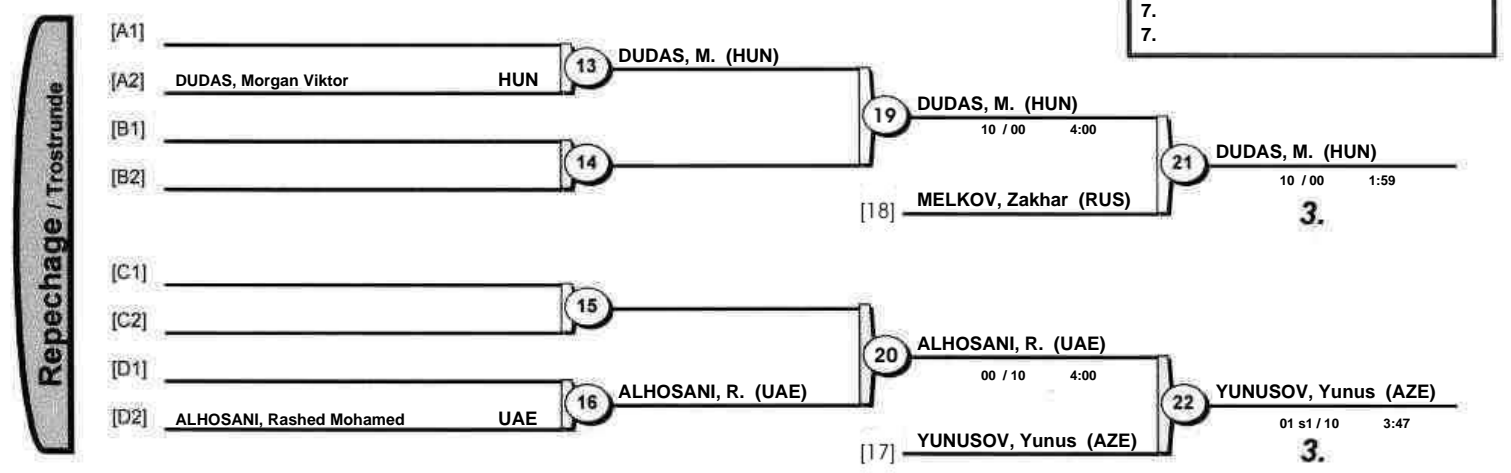 7.
7.
Repechage / Trostrunde
[A1]
[A2] DUDAS, Morgan Viktor HUN
13 DUDAS, M. (HUN)
[B1]
[B2]
14
19 DUDAS, M. (HUN)
10 / 00 4:00
[18] MELKOV, Zakhar (RUS)
21 DUDAS, M. (HUN)
10 / 00 1:59
3.
[C1]
[C2]
15
[D1]
[D2] ALHOSANI, Rashed Mohamed UAE
16 ALHOSANI, R. (UAE)
20 ALHOSANI, R. (UAE)
00 / 10 4:00
[17] YUNUSOV, Yunus (AZE)
22 YUNUSOV, Yunus (AZE)
01 s1 / 10 3:47
3.